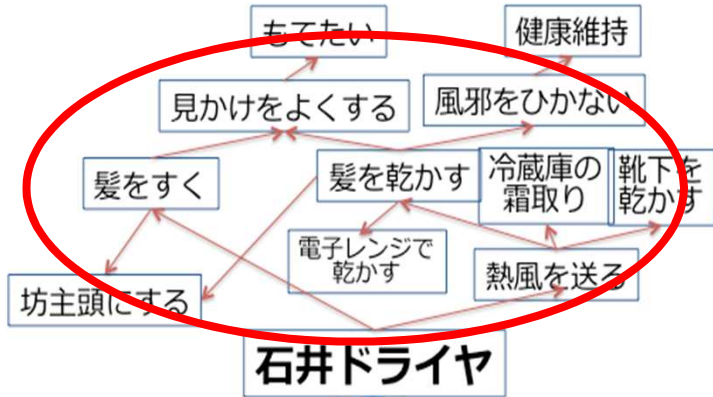 もてたい
健康維持
見かけをよくする
風邪をひかない
髪をすく
髪を乾かす
冷蔵庫の
霜取り
靴下を
乾かす
電子レンジで
乾かす
熱風を送る
坊主頭にする
石井ドライヤ